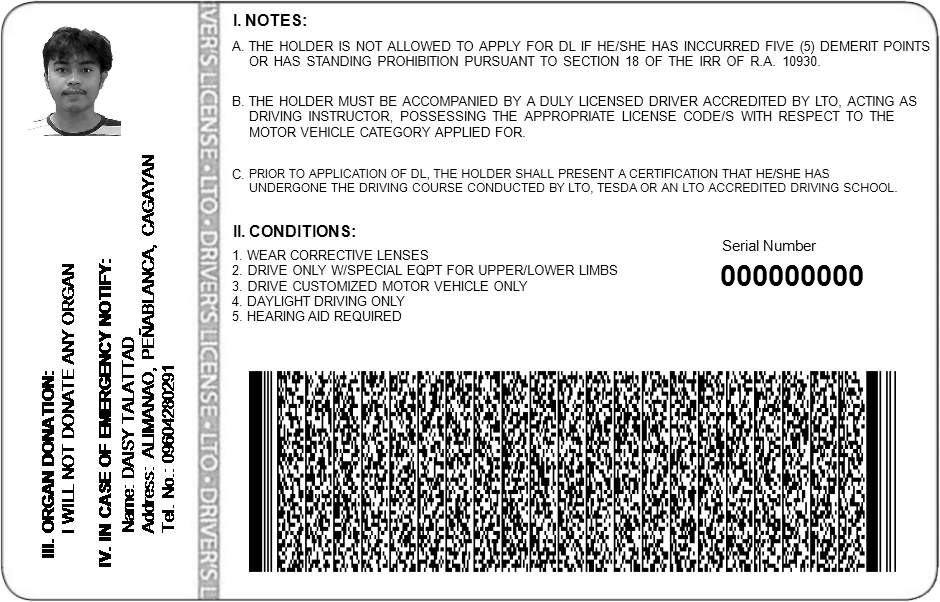 I. NOTES:
A. THE HOLDER IS NOT ALLOWED TO APPLY FOR DL IF HE/SHE HAS INCCURRED FIVE (5) DEMERIT POINTS
OR HAS STANDING PROHIBITION PURSUANT TO SECTION 18 OF THE IRR OF R.A. 10930.
B. THE HOLDER MUST BE ACCOMPANIED BY A DULY LICENSED DRIVER ACCREDITED BY LTO, ACTING AS
DRIVING INSTRUCTOR, POSSESSING THE APPROPRIATE LICENSE CODE/S WITH RESPECT TO THE
MOTOR VEHICLE CATEGORY APPLIED FOR.
C. PRIOR TO APPLICATION OF DL, THE HOLDER SHALL PRESENT A CERTIFICATION THAT HE/SHE HAS
UNDERGONE THE DRIVING COURSE CONDUCTED BY LTO, TESDA OR AN LTO ACCREDITED DRIVING SCHOOL.
II. CONDITIONS:
1. WEAR CORRECTIVE LENSES
2. DRIVE ONLY W/SPECIAL EQPT FOR UPPER/LOWER LIMBS
3. DRIVE CUSTOMIZED MOTOR VEHICLE ONLY
4. DAYLIGHT DRIVING ONLY
5. HEARING AID REQUIRED
Serial Number
000000000
III. ORGAN DONATION:
I WILL NOT DONATE ANY ORGAN
IV. IN CASE OF EMERGENCY NOTIFY:
Name: DAISY TALATTAD
Address: ALIMANAO, PEÑABLANCA, CAGAYAN
Tel. No.: 09604280291
VER'S LICENSE • LTO • DRIVER'S LICENSE • LTO • DRIVER'S L